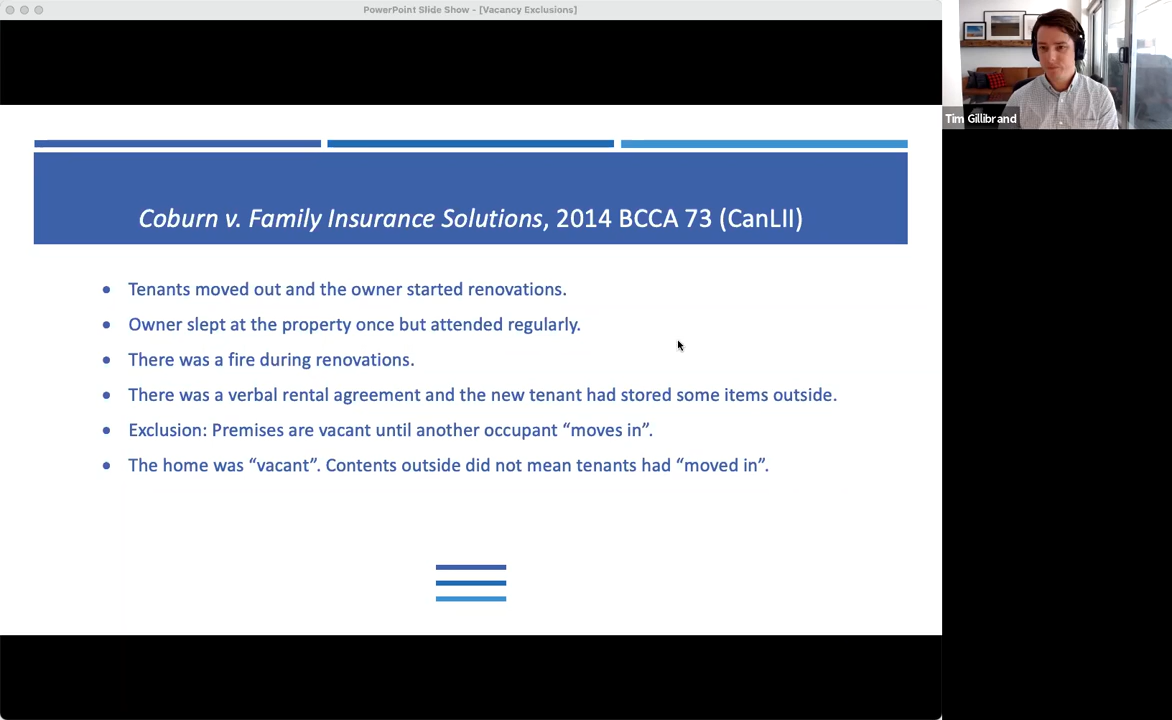 PowerPoint Slide Show - [Vacancy Exclusions]
Tim Gillibrand
Coburn v. Family Insurance Solutions, 2014 BCCA 73 (CanLII)
• Tenants moved out and the owner started renovations.
• Owner slept at the property once but attended regularly.
• There was a fire during renovations.
• There was a verbal rental agreement and the new tenant had stored some items outside.
• Exclusion: Premises are vacant until another occupant “moves in”.
• The home was “vacant”. Contents outside did not mean tenants had “moved in”.